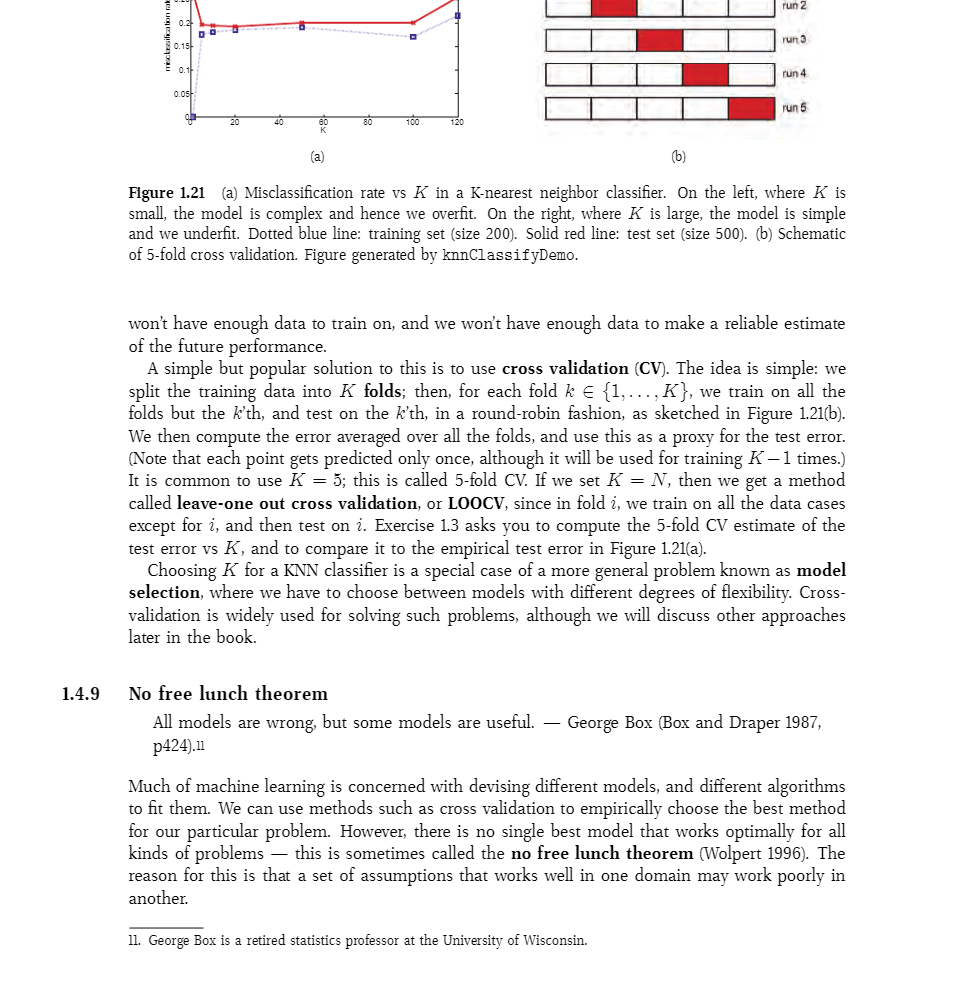 misclassification rate
0.2
0.15
0.1
0.05
0
20
40
60
80
100
120
K
run 2
run 3
run 4
run 5
(a)
(b)
Figure 1.21 (a) Misclassification rate vs K in a K-nearest neighbor classifier. On the left, where K is
small, the model is complex and hence we overfit. On the right, where K is large, the model is simple
and we underfit. Dotted blue line: training set (size 200). Solid red line: test set (size 500). (b) Schematic
of 5-fold cross validation. Figure generated by knnClassifyDemo.
won't have enough data to train on, and we won't have enough data to make a reliable estimate
of the future performance.
A simple but popular solution to this is to use cross validation (CV). The idea is simple: we
split the training data into K folds; then, for each fold k ∈ {1, . . . , K}, we train on all the
folds but the k'th, and test on the k'th, in a round-robin fashion, as sketched in Figure 1.21(b).
We then compute the error averaged over all the folds, and use this as a proxy for the test error.
(Note that each point gets predicted only once, although it will be used for training K − 1 times.)
It is common to use K = 5; this is called 5-fold CV. If we set K = N, then we get a method
called leave-one out cross validation, or LOOCV, since in fold i, we train on all the data cases
except for i, and then test on i. Exercise 1.3 asks you to compute the 5-fold CV estimate of the
test error vs K, and to compare it to the empirical test error in Figure 1.21(a).
Choosing K for a KNN classifier is a special case of a more general problem known as model
selection, where we have to choose between models with different degrees of flexibility. Cross-
validation is widely used for solving such problems, although we will discuss other approaches
later in the book.
1.4.9 No free lunch theorem
All models are wrong, but some models are useful. — George Box (Box and Draper 1987,
p424).11
Much of machine learning is concerned with devising different models, and different algorithms
to fit them. We can use methods such as cross validation to empirically choose the best method
for our particular problem. However, there is no single best model that works optimally for all
kinds of problems — this is sometimes called the no free lunch theorem (Wolpert 1996). The
reason for this is that a set of assumptions that works well in one domain may work poorly in
another.
11. George Box is a retired statistics professor at the University of Wisconsin.